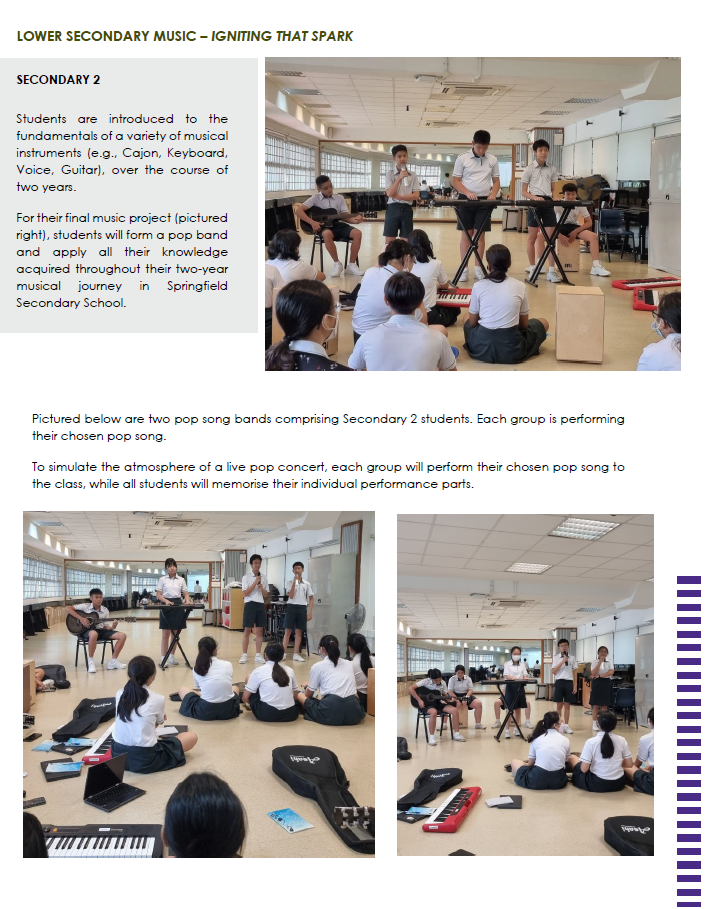 LOWER SECONDARY MUSIC – IGNITING THAT SPARK
SECONDARY 2
Students are introduced to the
fundamentals of a variety of musical
instruments (e.g., Cajon, Keyboard,
Voice, Guitar), over the course of
two years.
For their final music project (pictured
right), students will form a pop band
and apply all their knowledge
acquired throughout their two-year
musical journey in Springfield
Secondary School.
Pictured below are two pop song bands comprising Secondary 2 students. Each group is performing
their chosen pop song.
To simulate the atmosphere of a live pop concert, each group will perform their chosen pop song to
the class, while all students will memorise their individual performance parts.